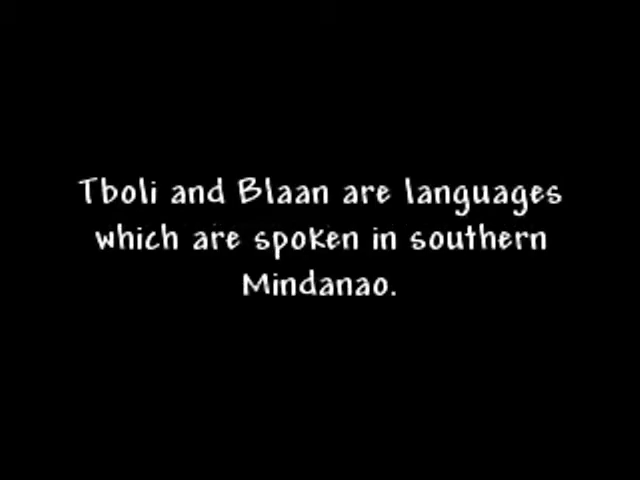 Tboli and Blaan are languages
which are spoken in southern
Mindanao.